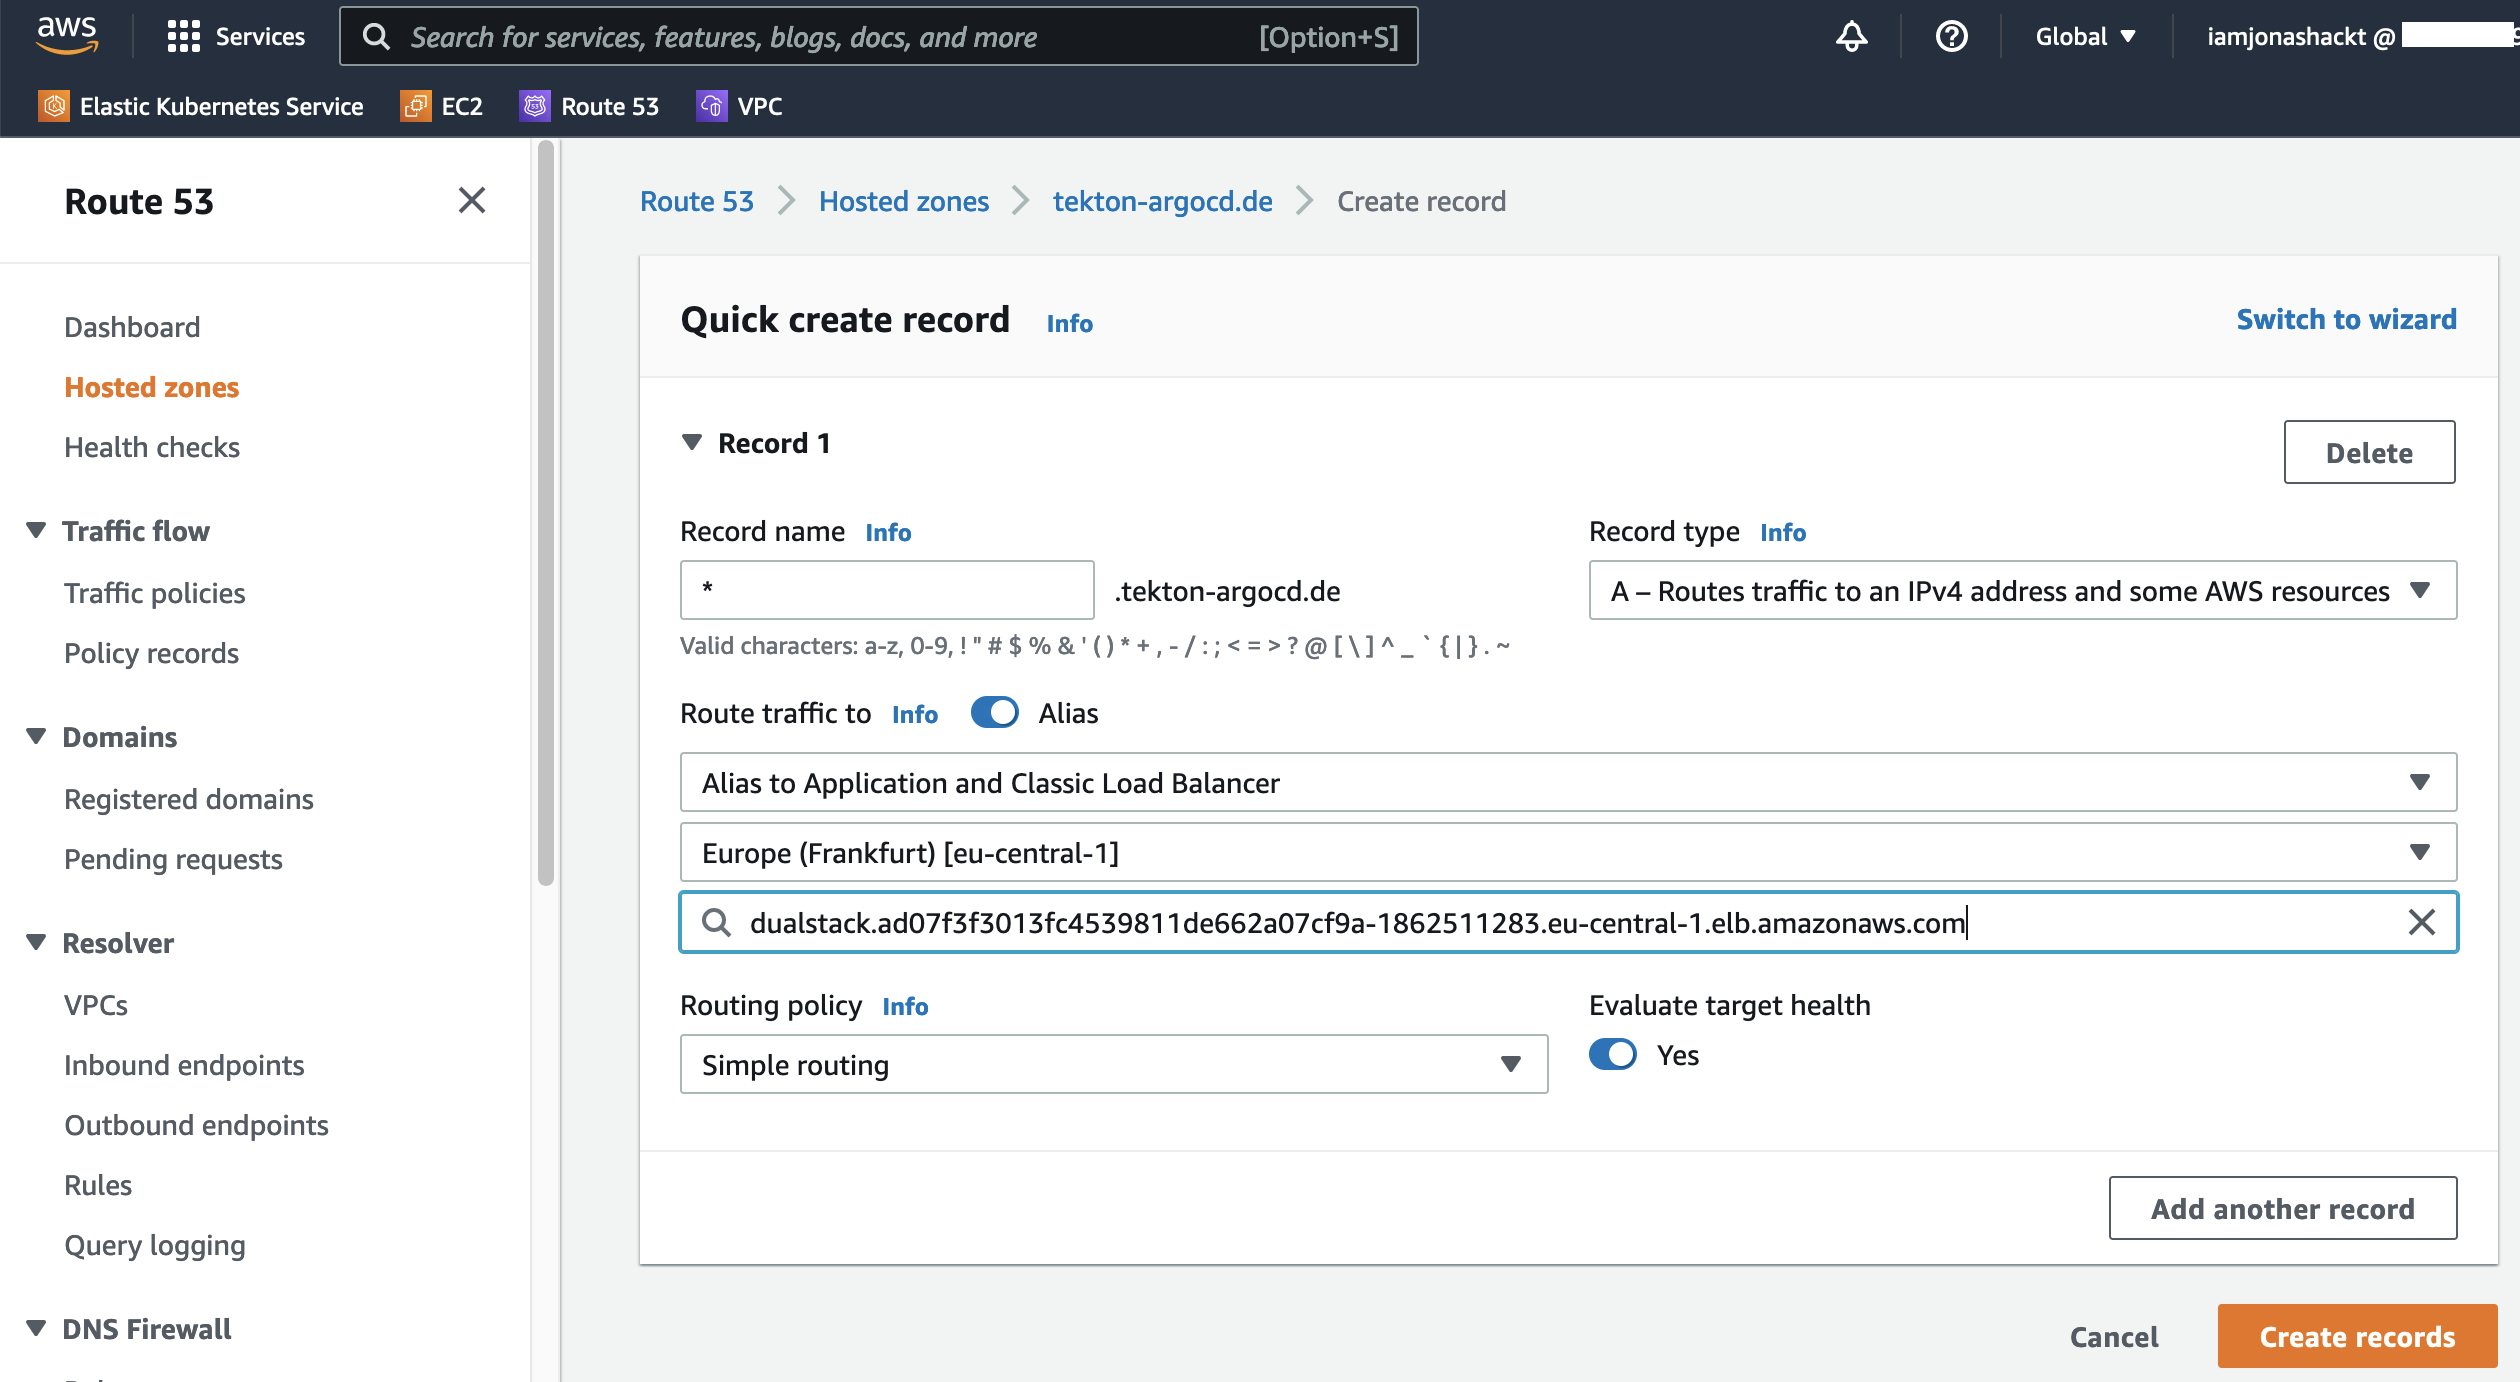 aws
Services
Search for services, features, blogs, docs, and more
[Option+S]
Global
iamjonashackt @
Elastic Kubernetes Service
EC2
Route 53
VPC
Route 53
Dashboard
Hosted zones
Health checks
Traffic flow
Traffic policies
Policy records
Domains
Registered domains
Pending requests
Resolver
VPCs
Inbound endpoints
Outbound endpoints
Rules
Query logging
DNS Firewall
Route 53 > Hosted zones > tekton-argocd.de > Create record
Quick create record Info
Switch to wizard
Record 1
Delete
Record name Info
* .tekton-argocd.de
Valid characters: a-z, 0-9, ! " # $ % & ' ( ) * + , - / : ; < = > ? @ [ \ ] ^ _ ` { | } . ~
Record type Info
A – Routes traffic to an IPv4 address and some AWS resources
Route traffic to Info Alias
Alias to Application and Classic Load Balancer
Europe (Frankfurt) [eu-central-1]
dualstack.ad07f3f3013fc4539811de662a07cf9a-1862511283.eu-central-1.elb.amazonaws.com
Routing policy Info
Simple routing
Evaluate target health
Yes
Add another record
Cancel
Create records